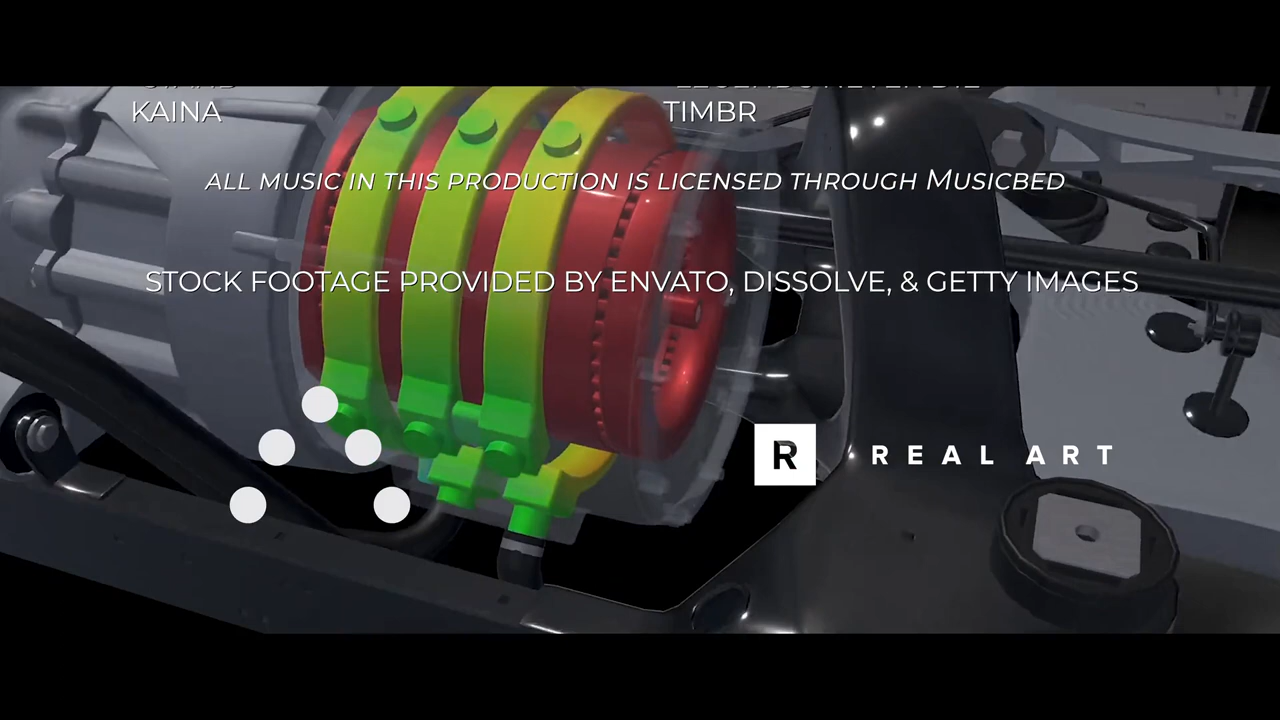 KAINA TIMBR
ALL MUSIC IN THIS PRODUCTION IS LICENSED THROUGH MUSICBED
STOCK FOOTAGE PROVIDED BY ENVATO, DISSOLVE, & GETTY IMAGES
R REAL ART